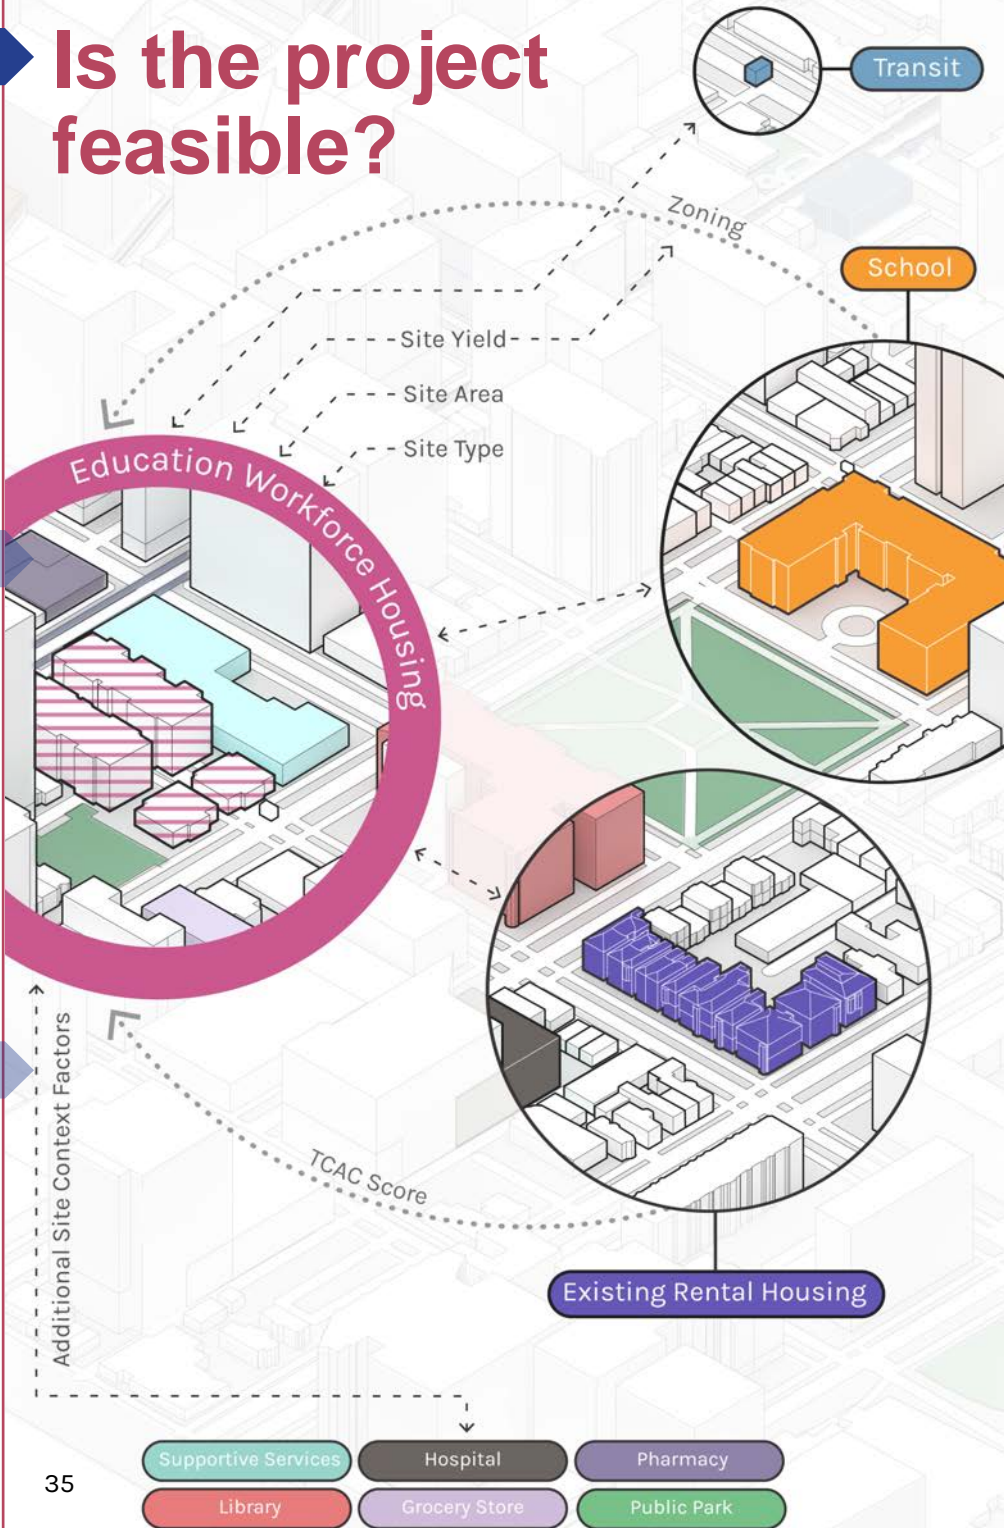 Is the project
feasible?
Transit
Zoning
School
Site Yield
Site Area
Site Type
Education Workforce Housing
Additional Site Context Factors
TCAC Score
Existing Rental Housing
Supportive Services
Hospital
Pharmacy
Library
Grocery Store
Public Park
35